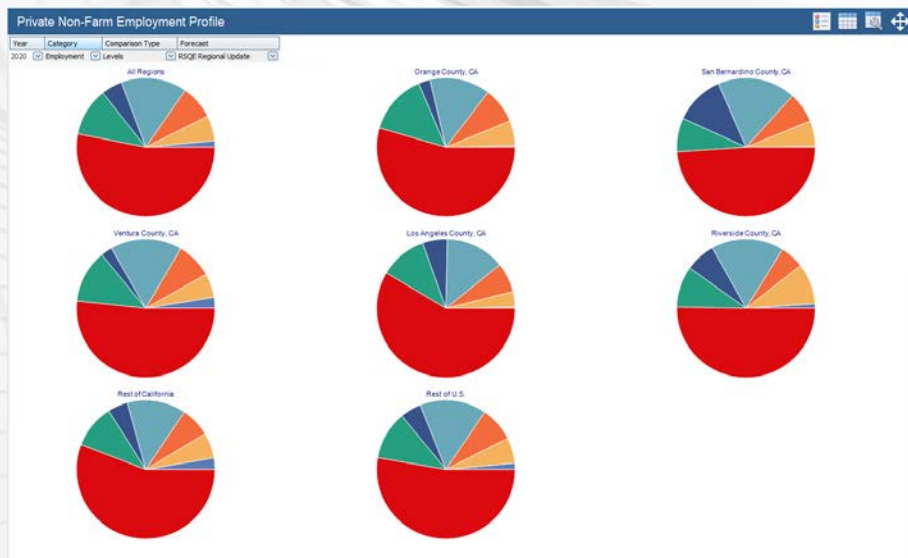 Private Non-Farm Employment Profile
Year Category Comparison Type Forecast
2020 Employment Levels RSQE Regional Update
All Regions Orange County, CA San Bernardino County, CA
Ventura County, CA Los Angeles County, CA Riverside County, CA
Rest of California Rest of U.S.